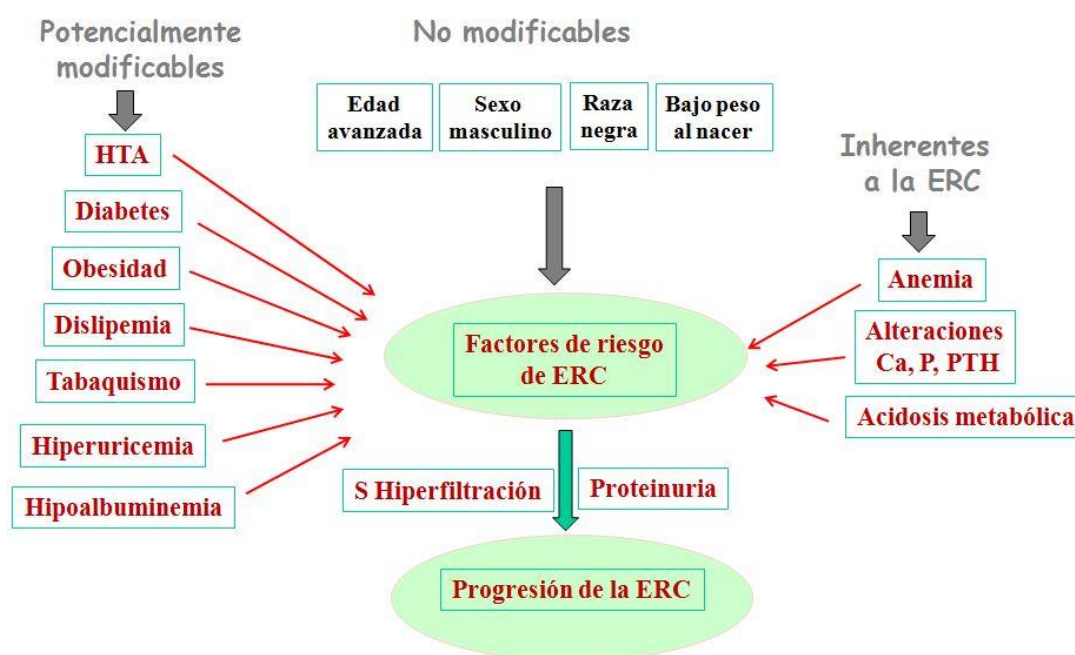 Potencialmente
modificables
HTA
Diabetes
Obesidad
Dislipemia
Tabaquismo
Hiperuricemia
Hipoalbuminemia
No modificables
Edad
avanzada
Sexo
masculino
Raza
negra
Bajo peso
al nacer
Inherentes
a la ERC
Anemia
Alteraciones
Ca, P, PTH
Acidosis metabólica
Factores de riesgo
de ERC
S Hiperfiltración
Proteinuria
Progresión de la ERC